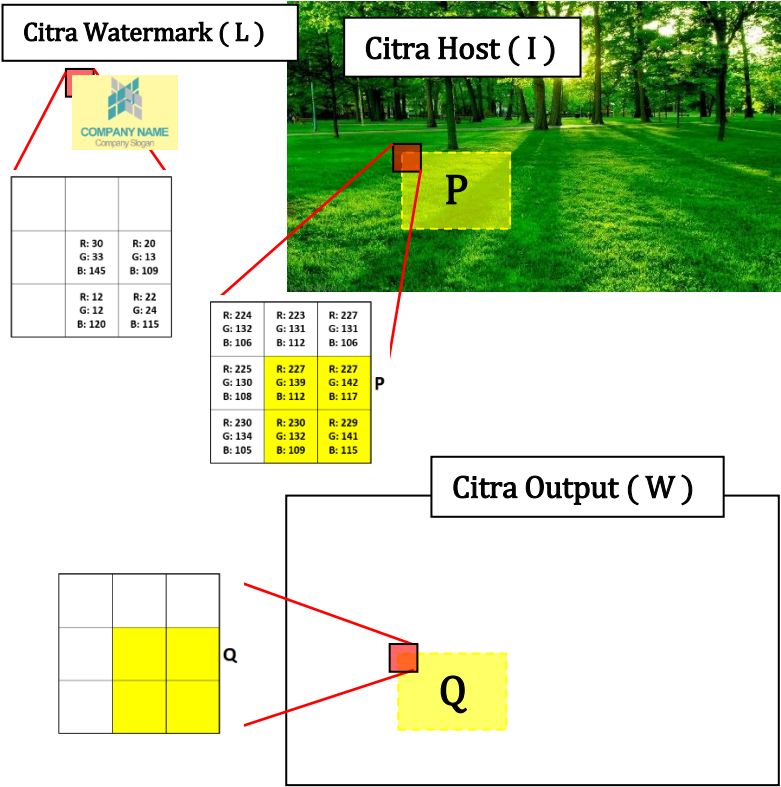 Citra Watermark ( L )
Citra Host ( I )
COMPANY NAME
Company Slogan
P
R: 30
G: 33
B: 145
R: 20
G: 13
B: 109
R: 12
G: 12
B: 120
R: 22
G: 24
B: 115
R: 224
G: 132
B: 106
R: 223
G: 131
B: 112
R: 227
G: 131
B: 106
R: 225
G: 130
B: 108
R: 227
G: 139
B: 112
R: 227
G: 142
B: 117
P
R: 230
G: 134
B: 105
R: 230
G: 132
B: 109
R: 229
G: 141
B: 115
Citra Output ( W )
Q
Q